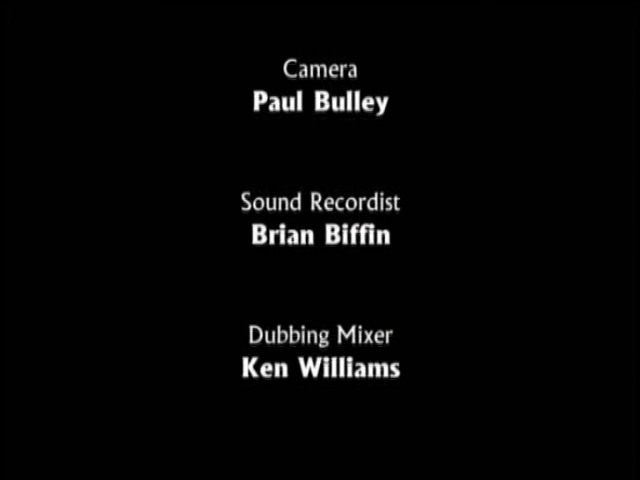 Camera
Paul Bulley
Sound Recordist
Brian Biffin
Dubbing Mixer
Ken Williams